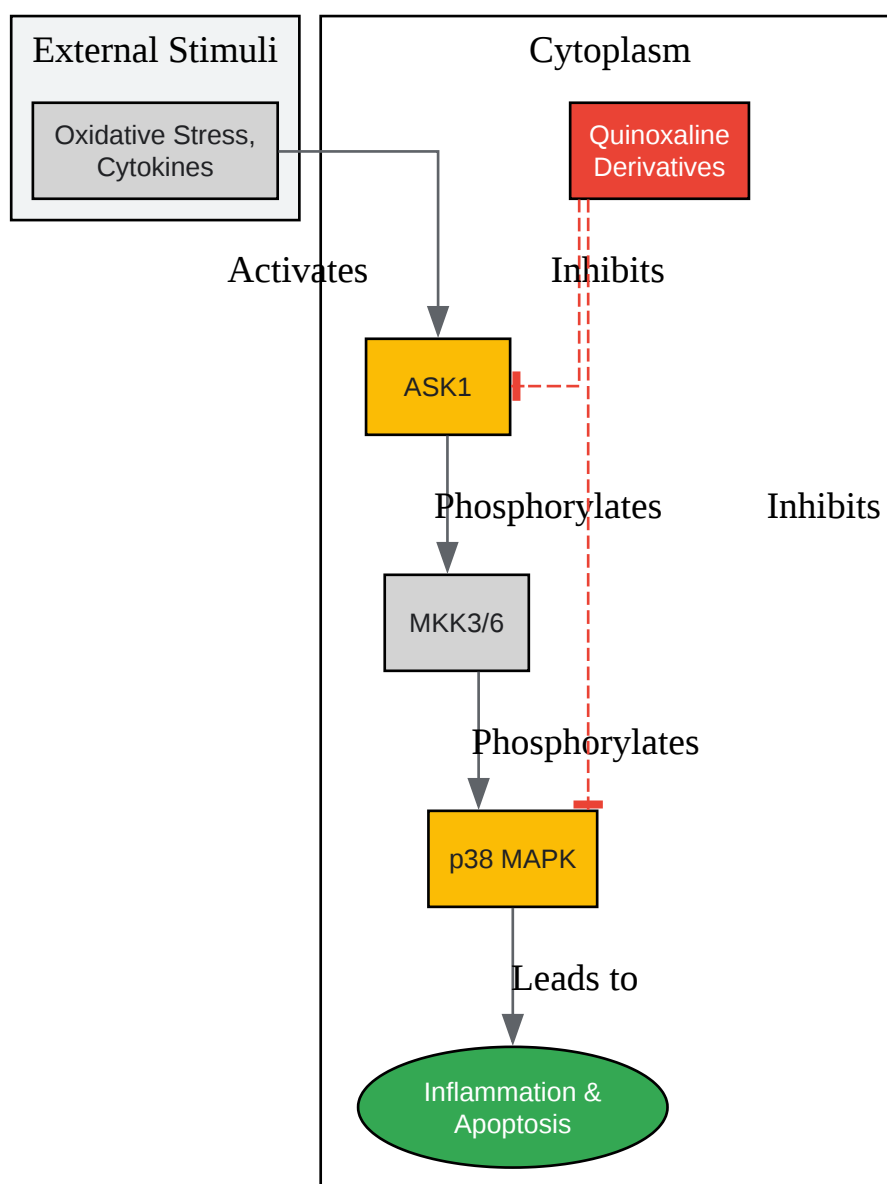 External Stimuli
Cytoplasm
Oxidative Stress,
Cytokines
Quinoxaline
Derivatives
Activates
Inhibits
ASK1
Phosphorylates
Inhibits
MKK3/6
Phosphorylates
p38 MAPK
Leads to
Inflammation &
Apoptosis